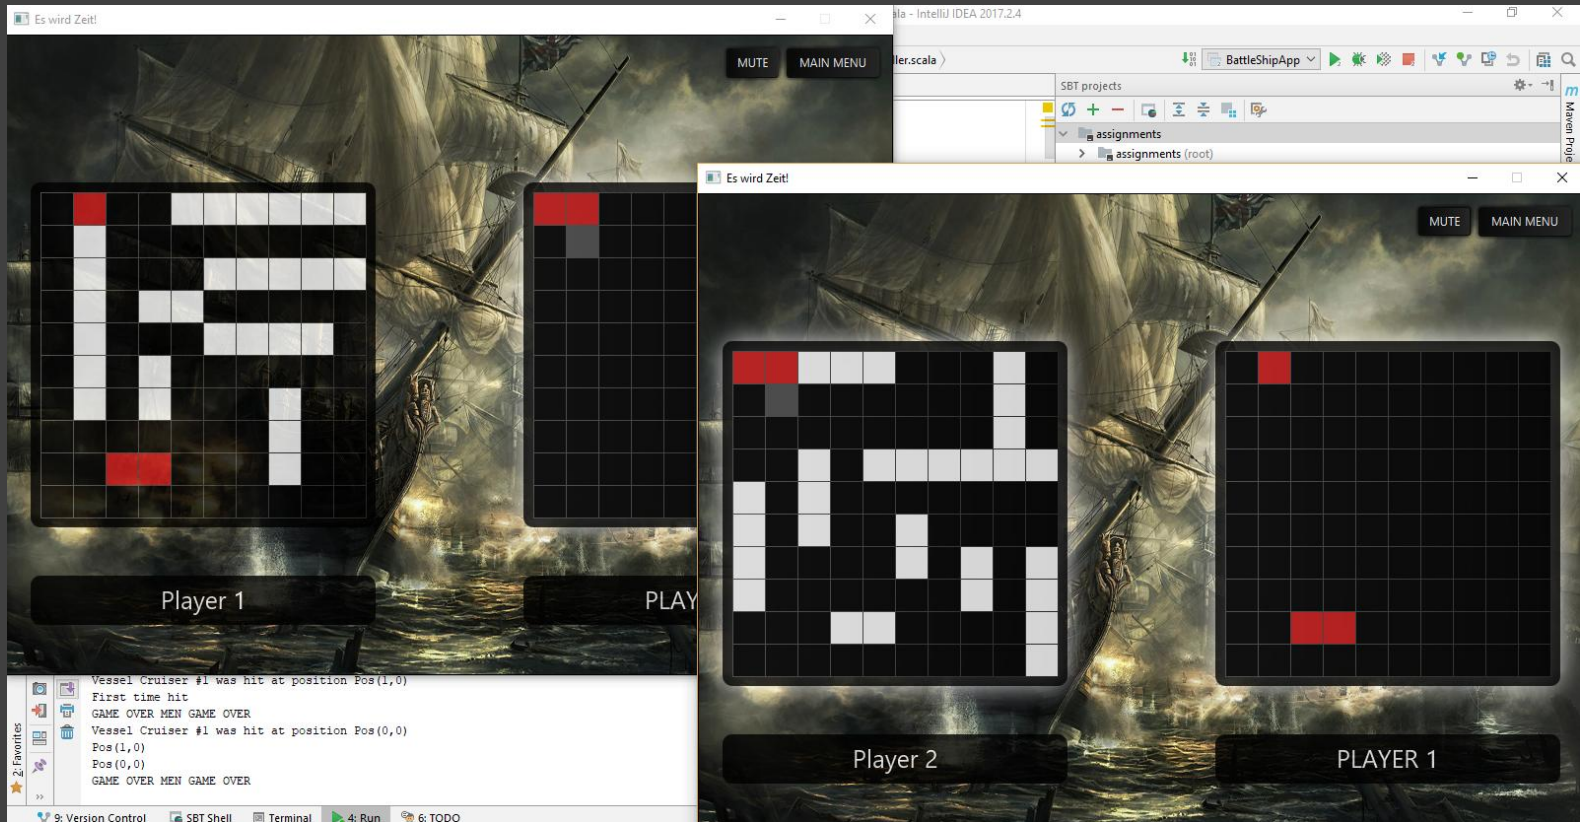 Es wird Zeit!
ala - IntelliJ IDEA 2017.2.4
MUTE
MAIN MENU
ller.scala
BattleShipApp
SBT projects
assignments
assignments (root)
Maven Proje
Player 1
PLAY
Es wird Zeit!
MUTE
MAIN MENU
Player 2
PLAYER 1
Vessel Cruiser #1 was hit at position Pos(1,0)
First time hit
GAME OVER MEN GAME OVER
Vessel Cruiser #1 was hit at position Pos(0,0)
Pos(1,0)
Pos(0,0)
GAME OVER MEN GAME OVER
2: Favorites
9: Version Control
SBT Shell
Terminal
4: Run
6: TODO